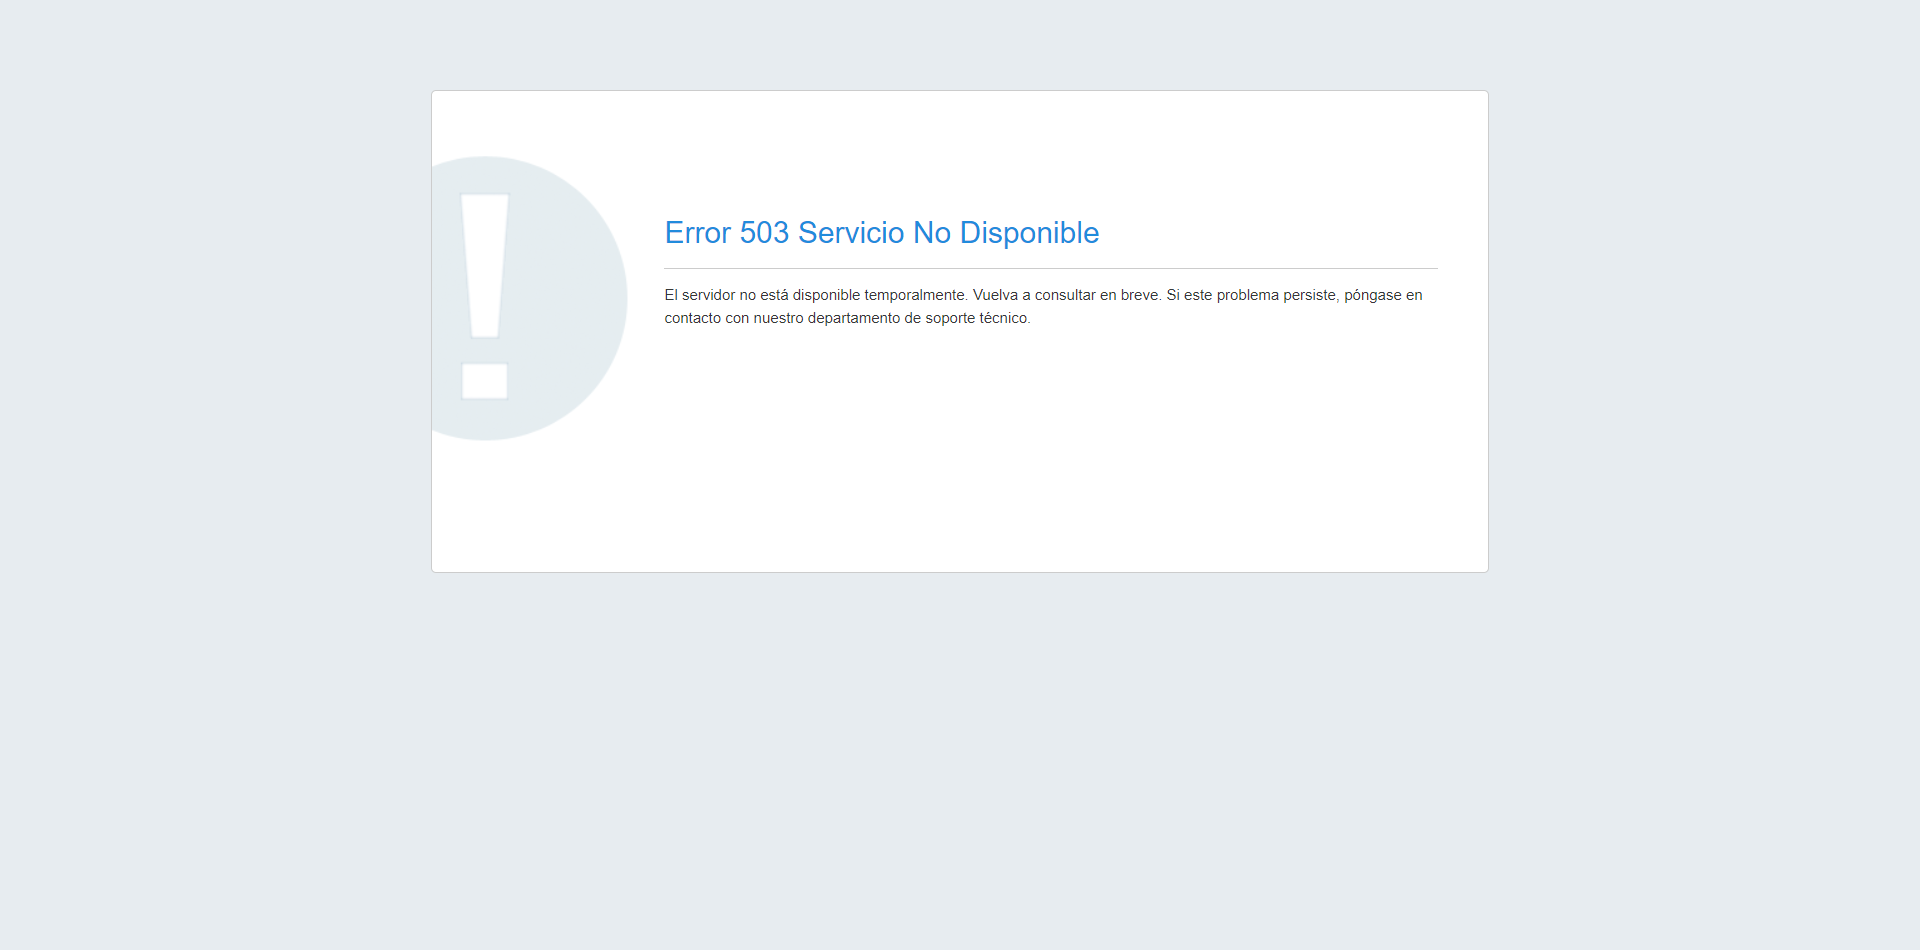 Error 503 Servicio No Disponible
El servidor no está disponible temporalmente. Vuelva a consultar en breve. Si este problema persiste, póngase en
contacto con nuestro departamento de soporte técnico.